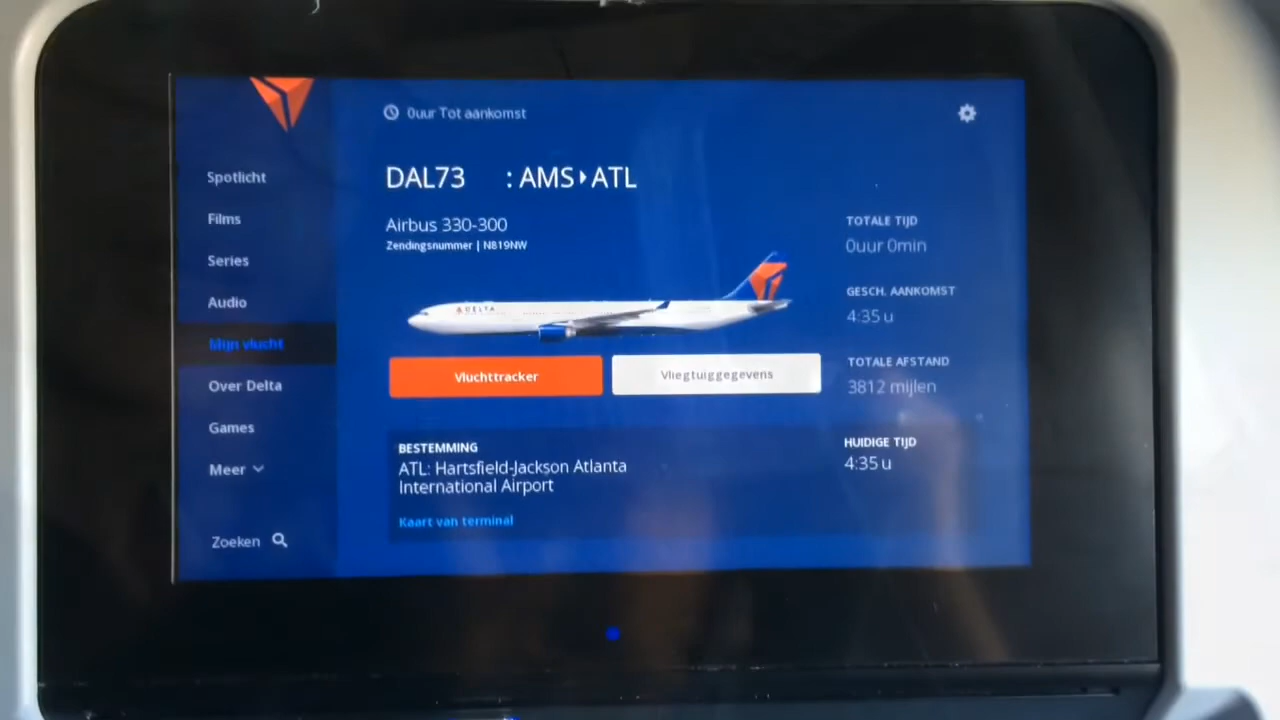 0uur Tot aankomst
DAL73 : AMS▸ATL
Airbus 330-300
Zendingsnummer | N819NW
DELTA
Spotlicht
Films
Series
Audio
Mijn vlucht
Over Delta
Games
Meer
Zoeken
Vluchttracker
Vliegtuiggegevens
TOTALE TIJD
0uur 0min
GESCH. AANKOMST
4:35 u
TOTALE AFSTAND
3812 mijlen
BESTEMMING
ATL: Hartsfield-Jackson Atlanta
International Airport
Kaart van terminal
HUIDIGE TIJD
4:35 u